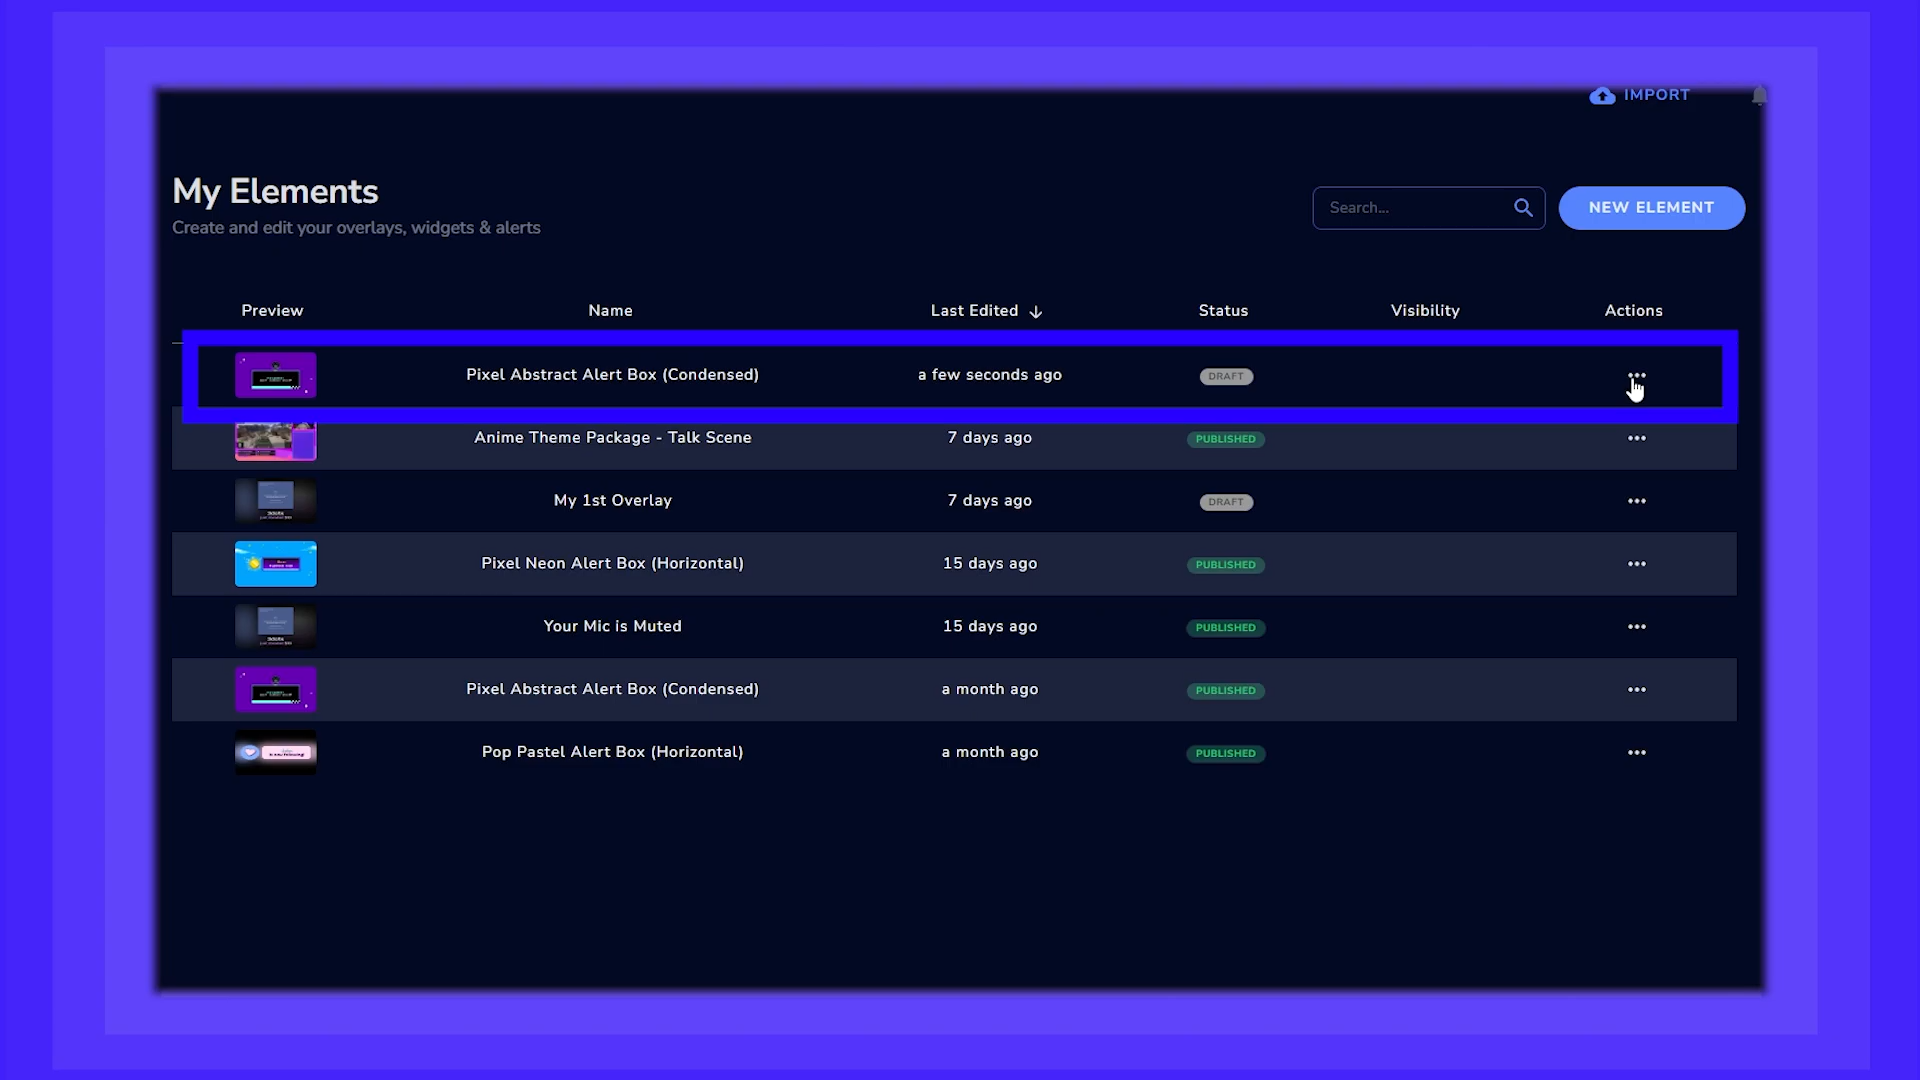 IMPORT
My Elements
Create and edit your overlays, widgets & alerts
Search...
NEW ELEMENT
Preview Name Last Edited Status Visibility Actions
Pixel Abstract Alert Box (Condensed) a few seconds ago DRAFT
Anime Theme Package - Talk Scene 7 days ago PUBLISHED
My 1st Overlay 7 days ago DRAFT
Pixel Neon Alert Box (Horizontal) 15 days ago PUBLISHED
Your Mic is Muted 15 days ago PUBLISHED
Pixel Abstract Alert Box (Condensed) a month ago PUBLISHED
Pop Pastel Alert Box (Horizontal) a month ago PUBLISHED